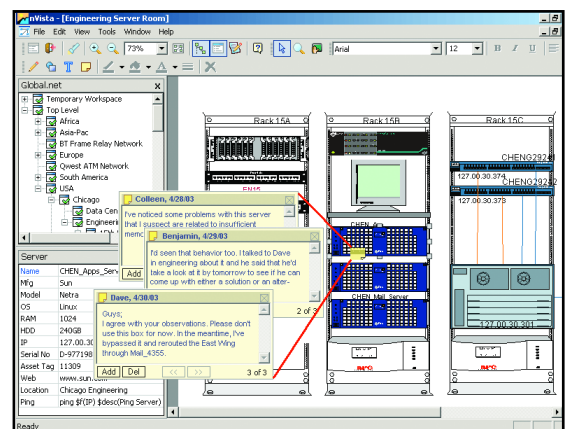 nVista - [Engineering Server Room]
File Edit View Tools Window Help
73%
Arial
12
B I U
T
A
Global.net x
Temporary Workspace
Top Level
Africa
Asia-Pac
BT Frame Relay Network
Europe
Qwest ATM Network
South America
USA
Chicago
Data Cen
Engineeri
Server
Name CHEN_Apps_Serv
Mfg Sun
Model Netra
OS Linux
RAM 1024
HDD 240GB
IP 127.00.30
Serial No D-977198
Asset Tag 11309
Web www.sun.com
Location Chicago Engineering
Ping ping $f(IP) $desc(Ping Server)
Ready
Rack 15A
Rack 15B
Rack 15C
EN15
CHENG29241
127.00.30.374
CHENG29242
127.00.30.373
CHEN_Mail_Server
127.00.30.301
Colleen, 4/28/03
I've noticed some problems with this server
that I suspect are related to insufficient
Add
Benjamin, 4/29/03
I'd seen that behavior too. I talked to Dave
in engineering about it and he said that he'd
take a look at it by tomorrow to see if he can
come up with either a solution or an alter-
2 of 3
Dave, 4/30/03
Guys;
I agree with your observations. Please don't
use this box for now. In the meantime, I've
bypassed it and rerouted the East Wing
through Mail_4355.
Add Del << >> 3 of 3